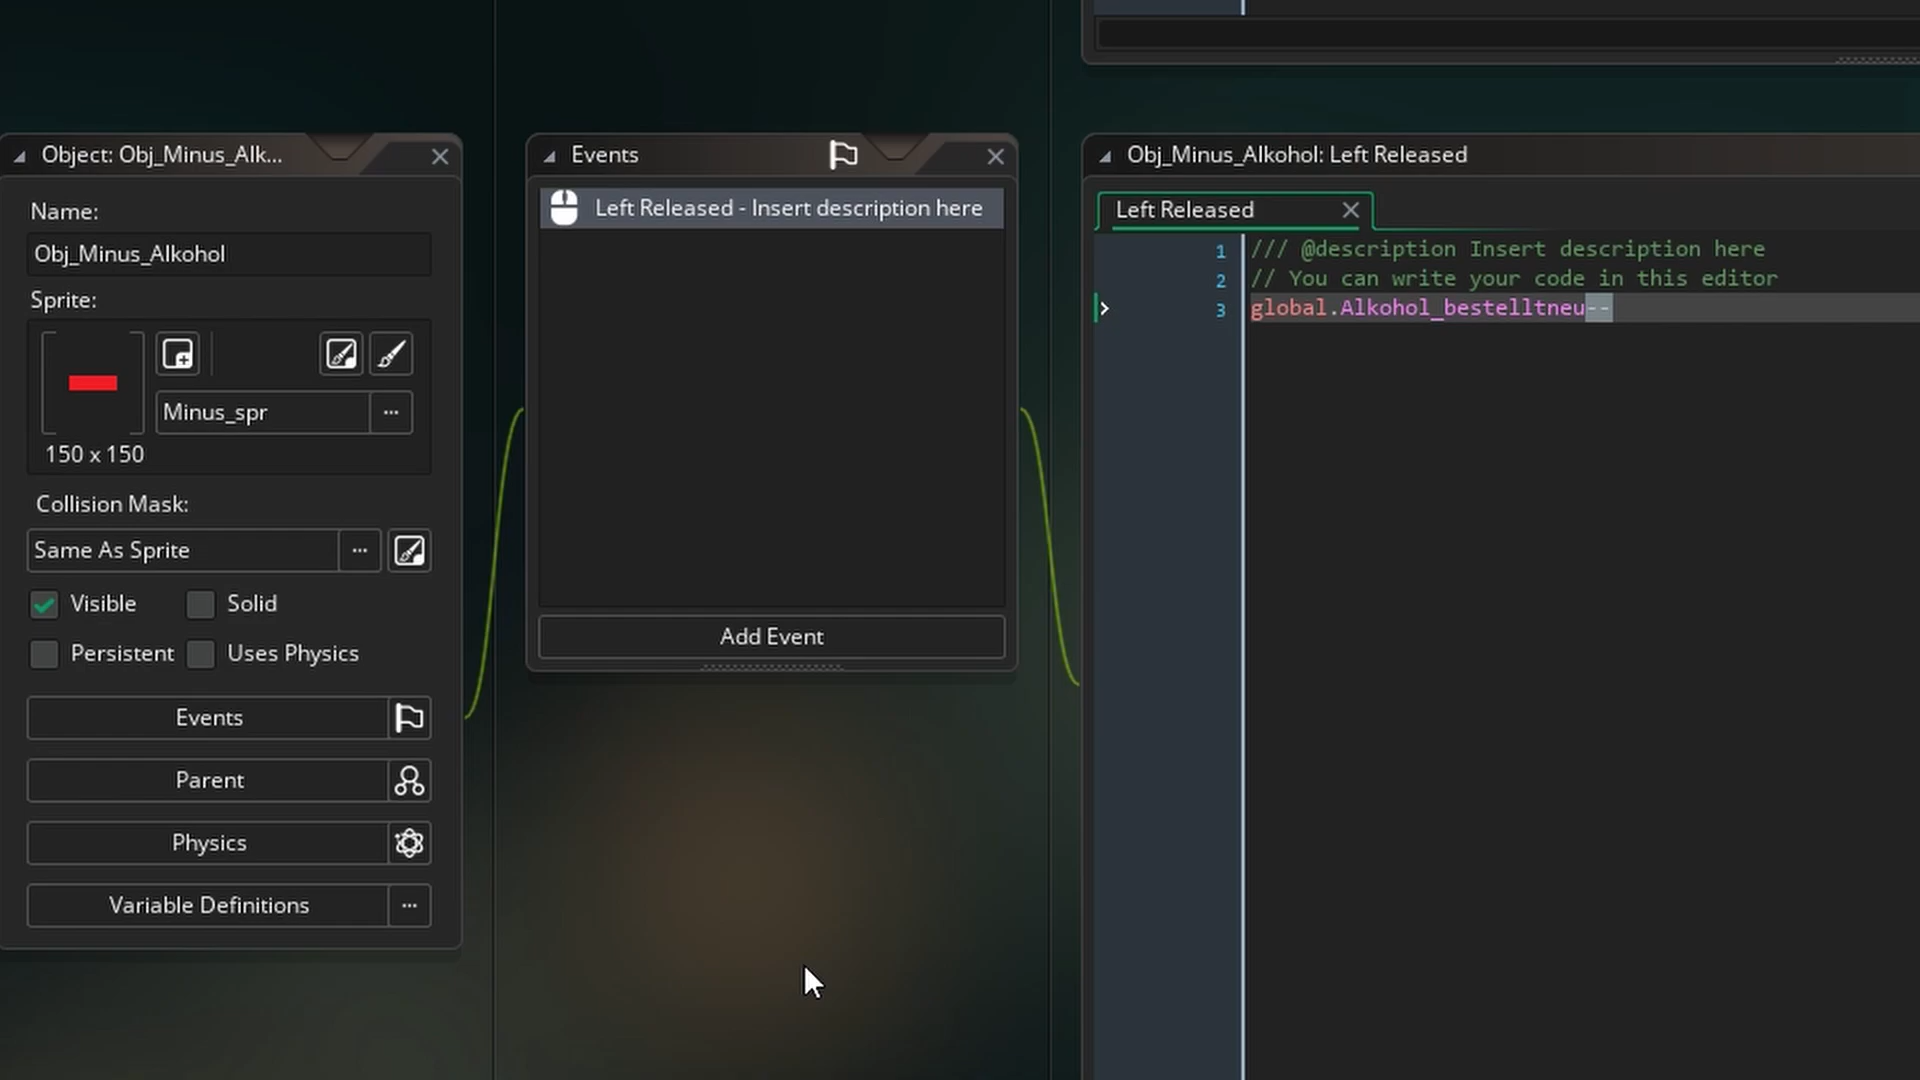 Object: Obj_Minus_Alk...
Name:
Obj_Minus_Alkohol
Sprite:
Minus_spr
...
150 x 150
Collision Mask:
Same As Sprite
...
Visible
Solid
Persistent
Uses Physics
Events
Parent
Physics
Variable Definitions
...
Events
Left Released - Insert description here
Add Event
Obj_Minus_Alkohol: Left Released
Left Released
1 /// @description Insert description here
2 // You can write your code in this editor
3 global.Alkohol_bestelltneu--